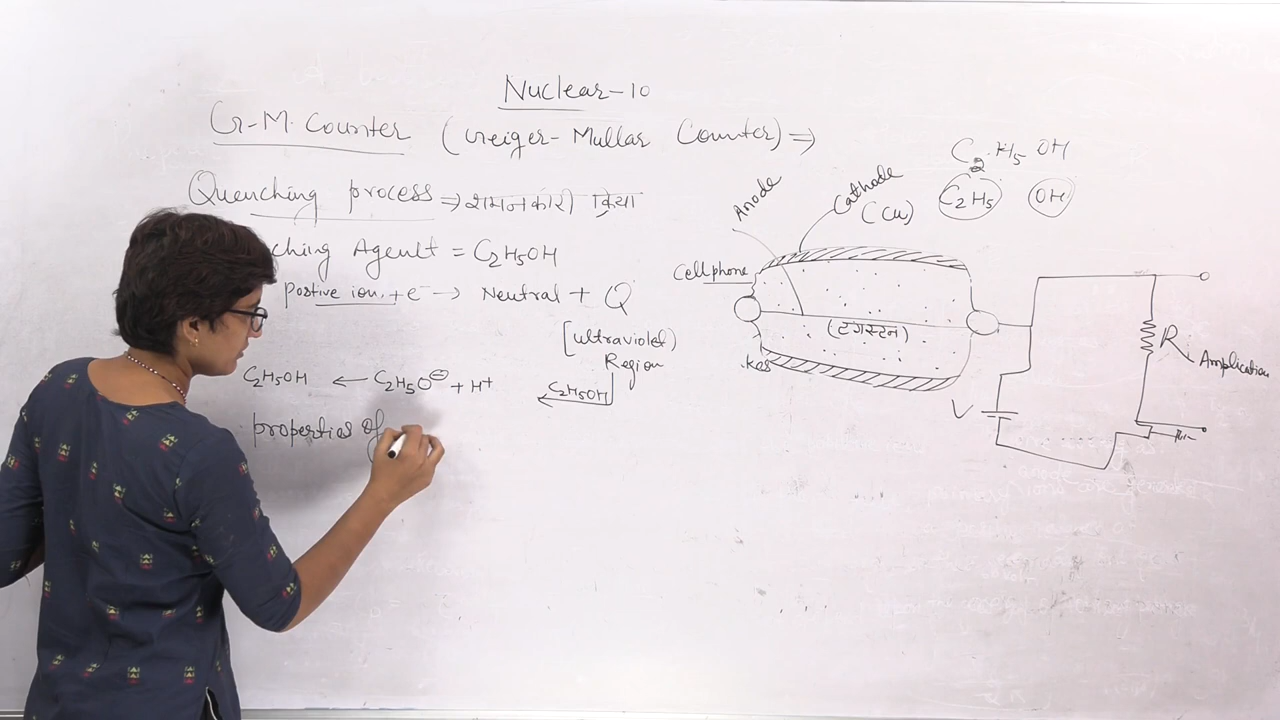 Nuclear-10
G-M. Counter (Geiger-Mullar Counter) ⇒
Quenching process ⇒ शमनकारी क्रिया
ching Agent = C2H5OH
Postive ion + e- → Neutral + Q
[ultraviolet)
Region
C2H5OH ← C2H5O⊖ + H+
C2H5OH
properties of
C2H5 OH
C2H5 OH
Anode
Cathode
(Cu)
Cellphone
(टंगस्टन)
V
R
Amplication